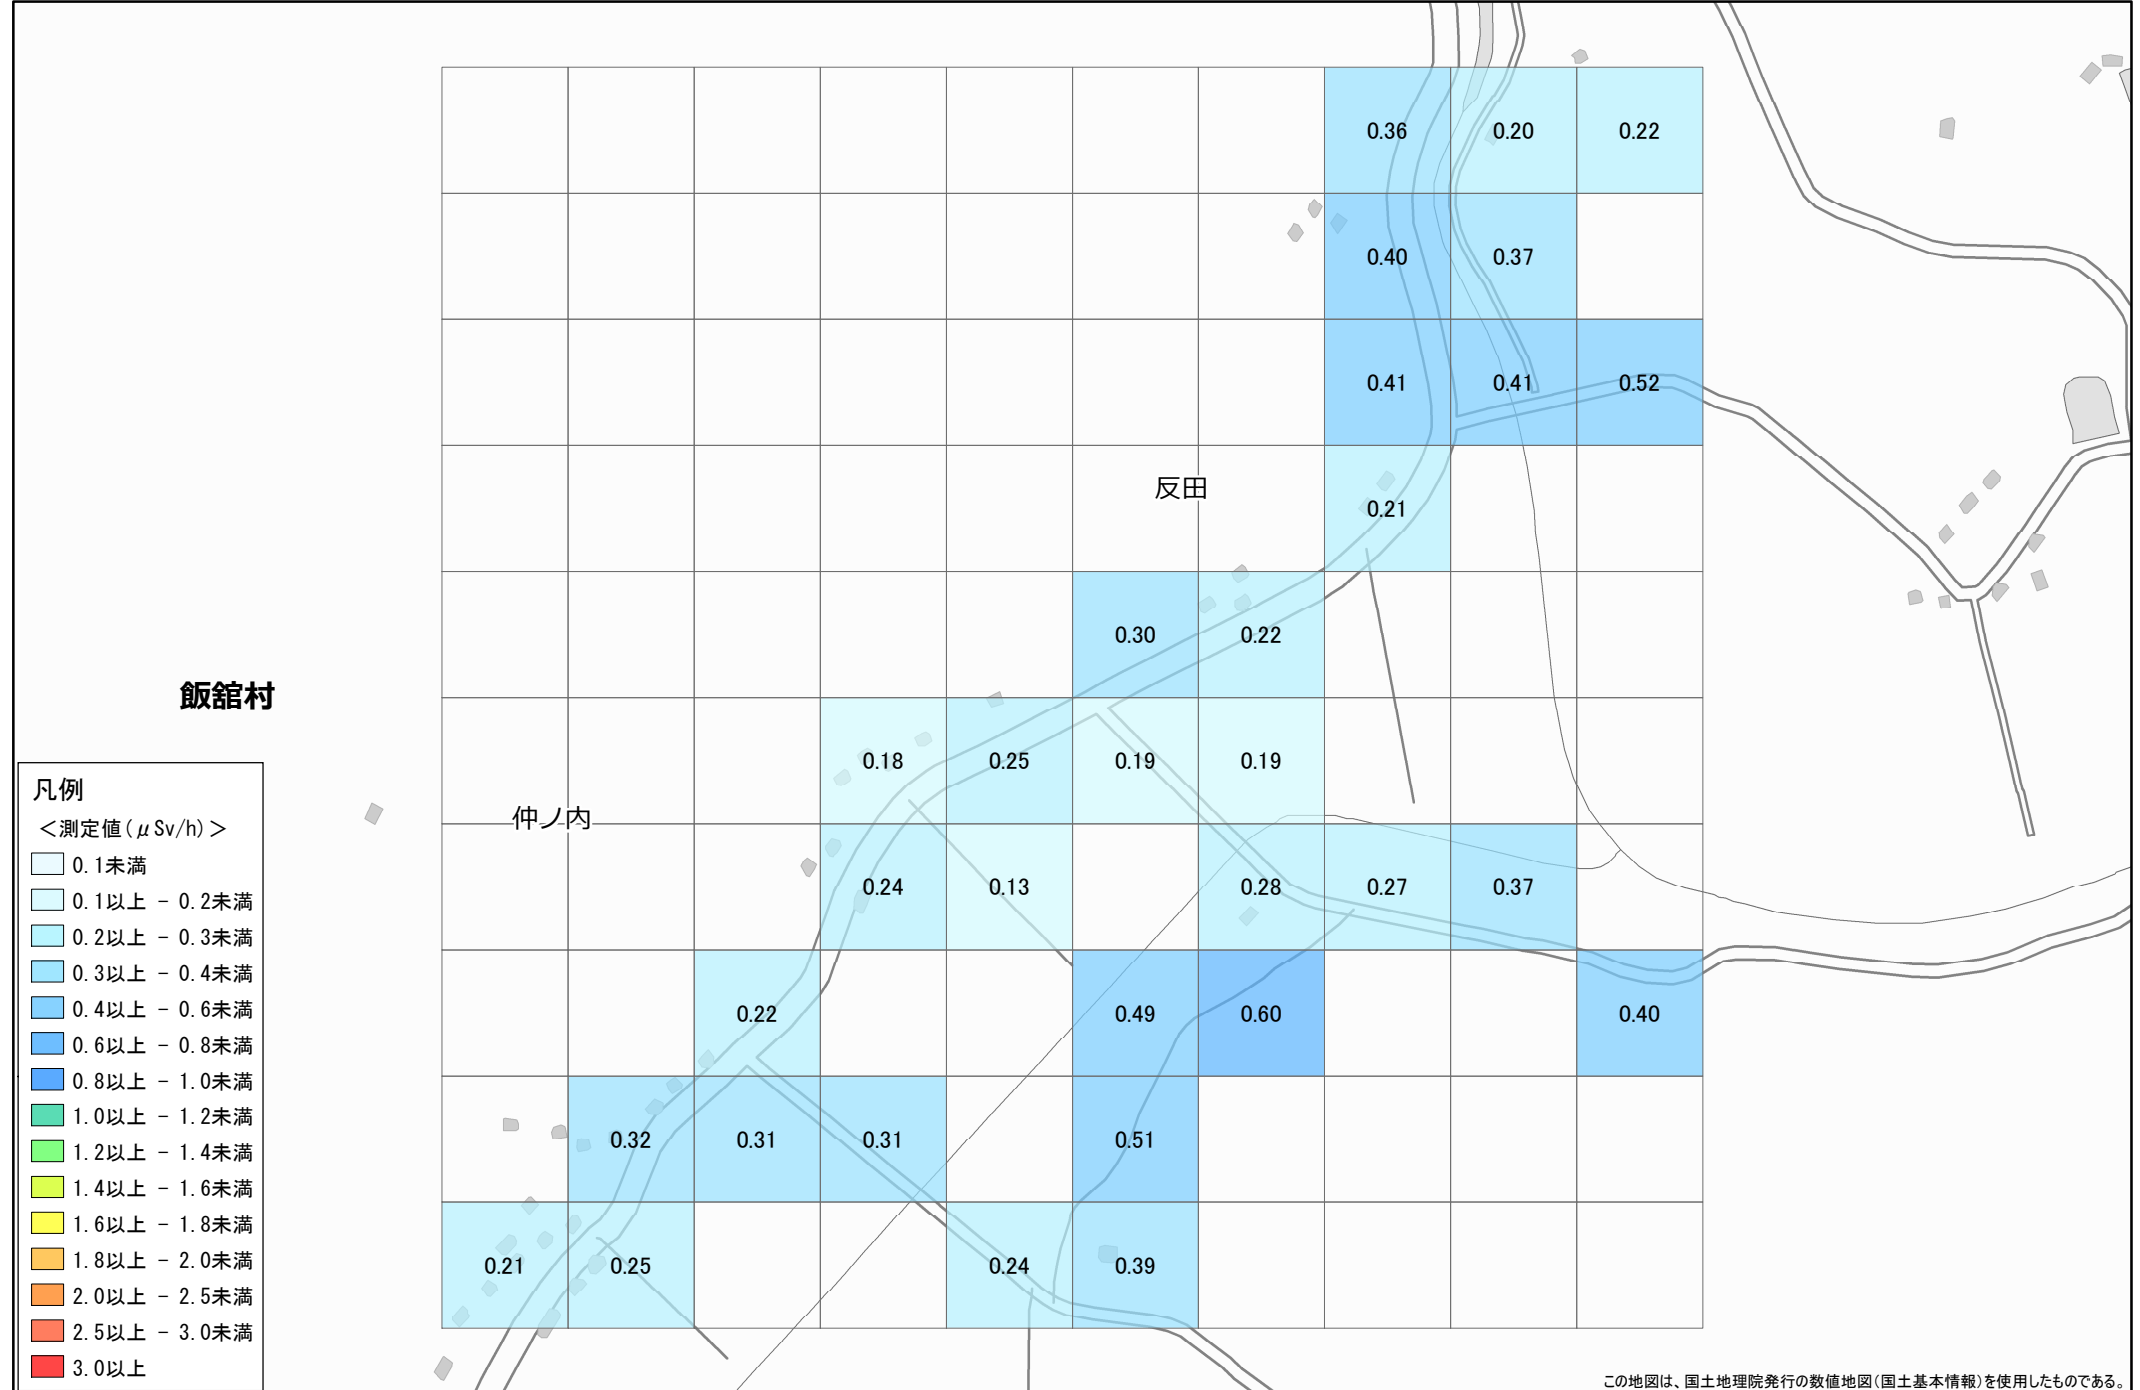 0.36 0.20 0.22
0.40 0.37
0.41 0.41 0.52
反田
0.21
0.30 0.22
飯舘村
0.18 0.25 0.19 0.19
仲ノ内
0.24 0.13 0.28 0.27 0.37
0.22 0.49 0.60 0.40
0.32 0.31 0.31 0.51
0.21 0.25 0.24 0.39
凡例
＜測定値(μSv/h)＞
0.1未満
0.1以上 － 0.2未満
0.2以上 － 0.3未満
0.3以上 － 0.4未満
0.4以上 － 0.6未満
0.6以上 － 0.8未満
0.8以上 － 1.0未満
1.0以上 － 1.2未満
1.2以上 － 1.4未満
1.4以上 － 1.6未満
1.6以上 － 1.8未満
1.8以上 － 2.0未満
2.0以上 － 2.5未満
2.5以上 － 3.0未満
3.0以上
この地図は、国土地理院発行の数値地図(国土基本情報)を使用したものである。